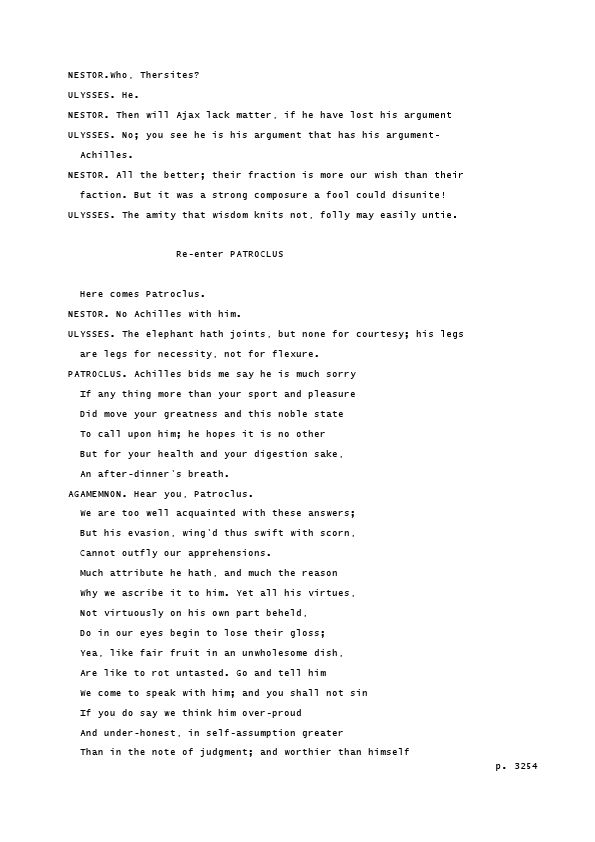 NESTOR.Who, Thersites?
ULYSSES. He.
NESTOR. Then will Ajax lack matter, if he have lost his argument
ULYSSES. No; you see he is his argument that has his argument-
Achilles.
NESTOR. All the better; their fraction is more our wish than their
faction. But it was a strong composure a fool could disunite!
ULYSSES. The amity that wisdom knits not, folly may easily untie.
Re-enter PATROCLUS
Here comes Patroclus.
NESTOR. No Achilles with him.
ULYSSES. The elephant hath joints, but none for courtesy; his legs
are legs for necessity, not for flexure.
PATROCLUS. Achilles bids me say he is much sorry
If any thing more than your sport and pleasure
Did move your greatness and this noble state
To call upon him; he hopes it is no other
But for your health and your digestion sake,
An after-dinner's breath.
AGAMEMNON. Hear you, Patroclus.
We are too well acquainted with these answers;
But his evasion, wing'd thus swift with scorn,
Cannot outfly our apprehensions.
Much attribute he hath, and much the reason
Why we ascribe it to him. Yet all his virtues,
Not virtuously on his own part beheld,
Do in our eyes begin to lose their gloss;
Yea, like fair fruit in an unwholesome dish,
Are like to rot untasted. Go and tell him
We come to speak with him; and you shall not sin
If you do say we think him over-proud
And under-honest, in self-assumption greater
Than in the note of judgment; and worthier than himself
p. 3254